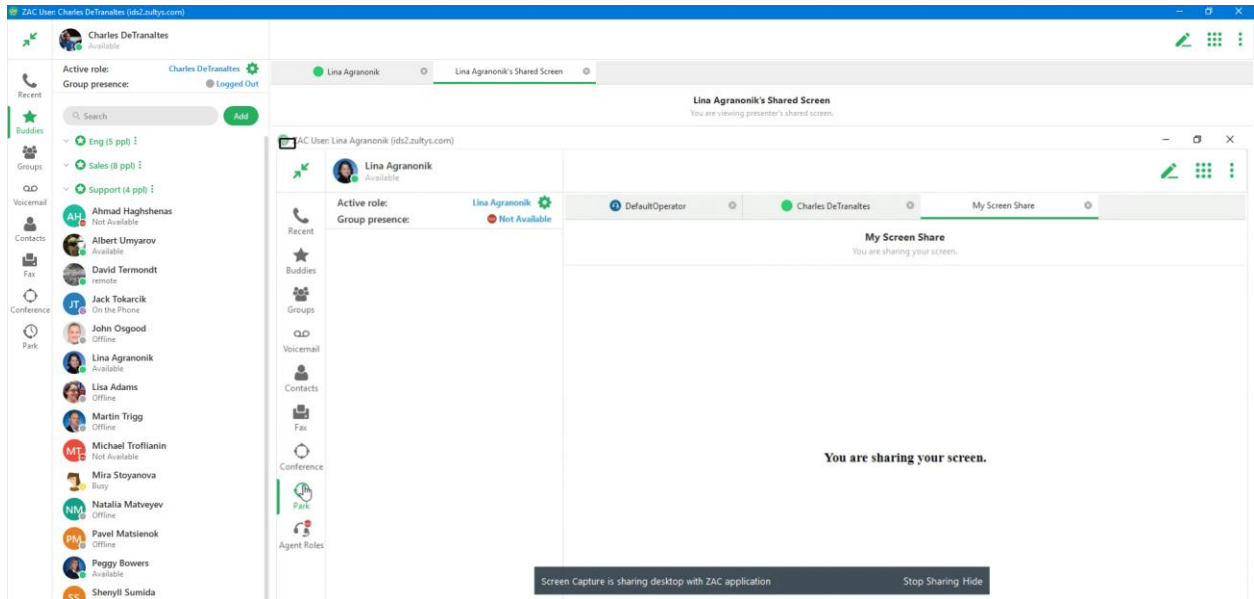 ZAC User: Charles DeTranaltes (ids2.zultys.com)
Charles DeTranaltes
Available
Active role: Charles DeTranaltes
Group presence: Logged Out
Search Add
Recent
Buddies
Groups
Voicemail
Contacts
Fax
Conference
Park
Eng (5 ppl)
Sales (8 ppl)
Support (4 ppl)
AH Ahmad Haghshenas
Not Available
Albert Umyarov
Available
David Termondt
remote
JT Jack Tokarcik
On the Phone
John Osgood
Offline
Lina Agranonik
Available
Lisa Adams
Offline
Martin Trigg
Offline
MT Michael Troflianin
Not Available
Mira Stoyanova
Busy
NM Natalia Matveyev
Offline
PM Pavel Matsienok
Offline
Peggy Bowers
Available
SS Shenyll Sumida
Lina Agranonik Lina Agranonik's Shared Screen
Lina Agranonik's Shared Screen
You are viewing presenter's shared screen.
ZAC User: Lina Agranonik (ids2.zultys.com)
Lina Agranonik
Available
Active role: Lina Agranonik
Group presence: Not Available
Recent
Buddies
Groups
Voicemail
Contacts
Fax
Conference
Park
Agent Roles
DefaultOperator Charles DeTranaltes My Screen Share
My Screen Share
You are sharing your screen.
You are sharing your screen.
Screen Capture is sharing desktop with ZAC application Stop Sharing Hide